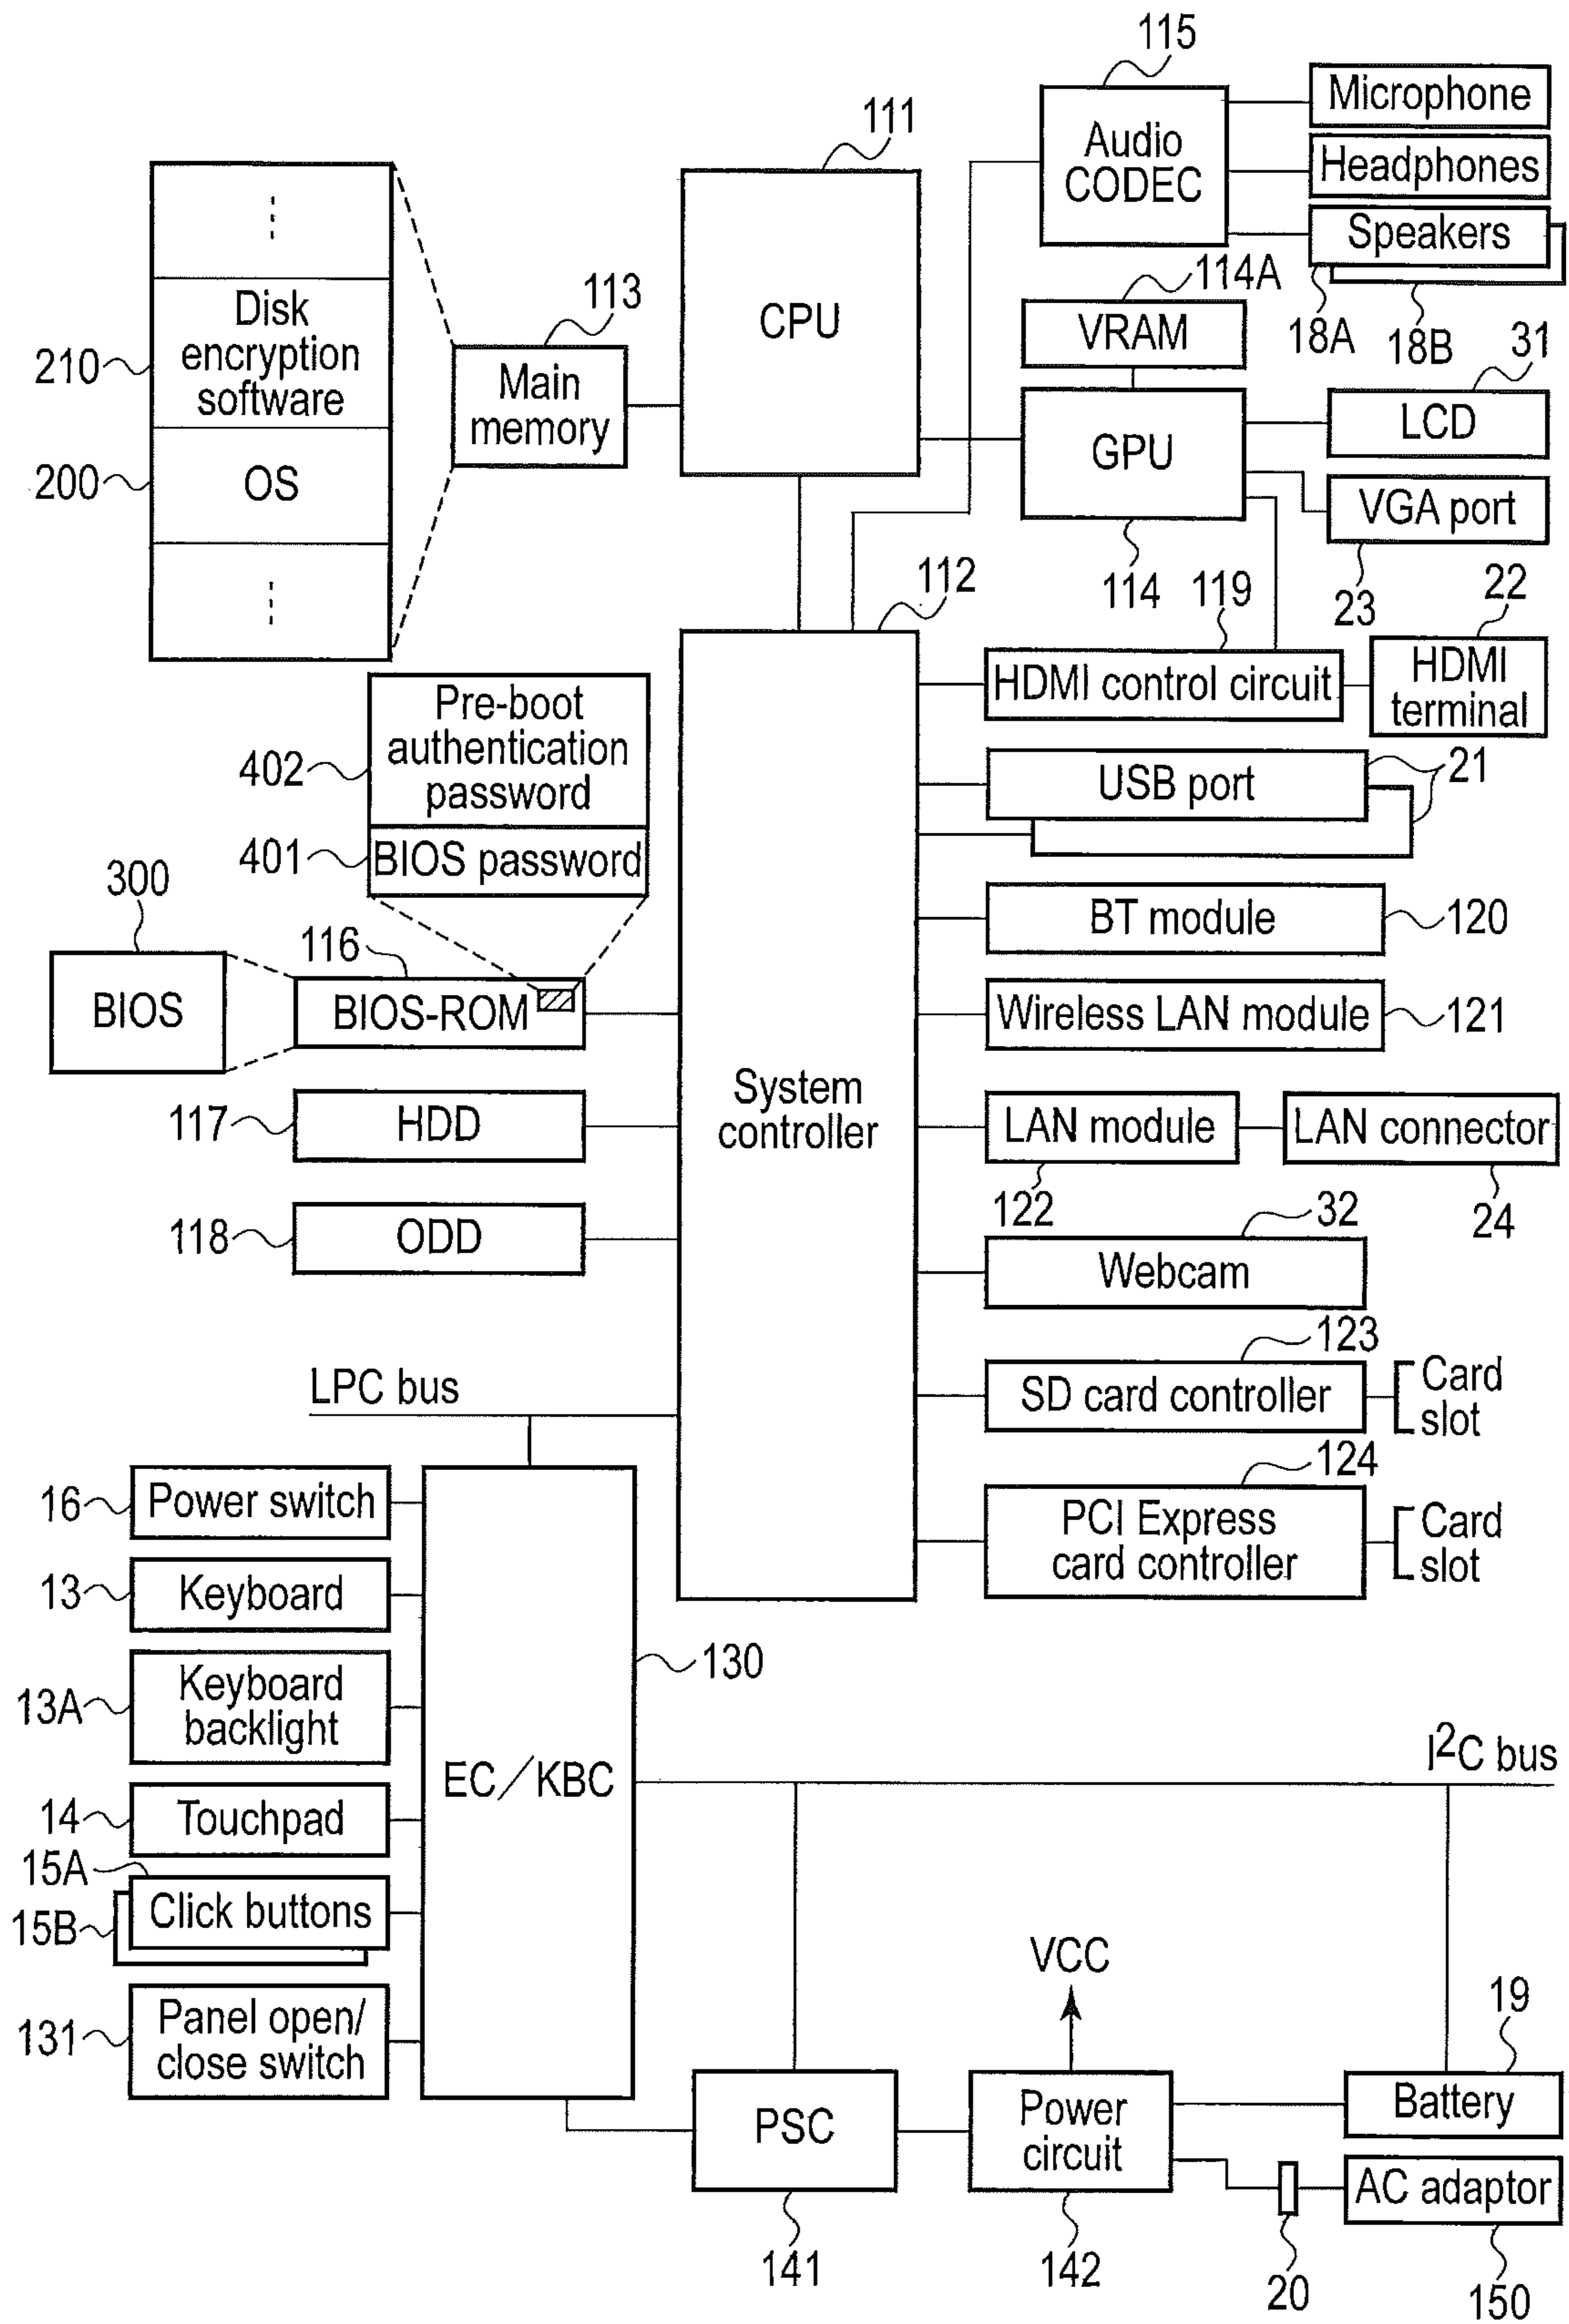 115
Microphone
Audio
CODEC
Headphones
Speakers
111
CPU
114A
VRAM
18A
18B
31
113
Main
memory
Disk
encryption
software
210
OS
200
GPU
LCD
VGA port
114
119
23
22
112
HDMI control circuit
HDMI
terminal
Pre-boot
authentication
password
402
USB port
21
BIOS password
401
300
BT module
120
116
BIOS
BIOS-ROM
Wireless LAN module
121
System
controller
117
HDD
LAN module
LAN connector
122
24
118
ODD
32
Webcam
123
LPC bus
SD card controller
Card
slot
124
16
Power switch
PCI Express
card controller
Card
slot
13
Keyboard
130
13A
Keyboard
backlight
EC/KBC
I²C bus
14
Touchpad
15A
Click buttons
15B
VCC
131
Panel open/
close switch
19
PSC
Power
circuit
Battery
AC adaptor
141
142
20
150